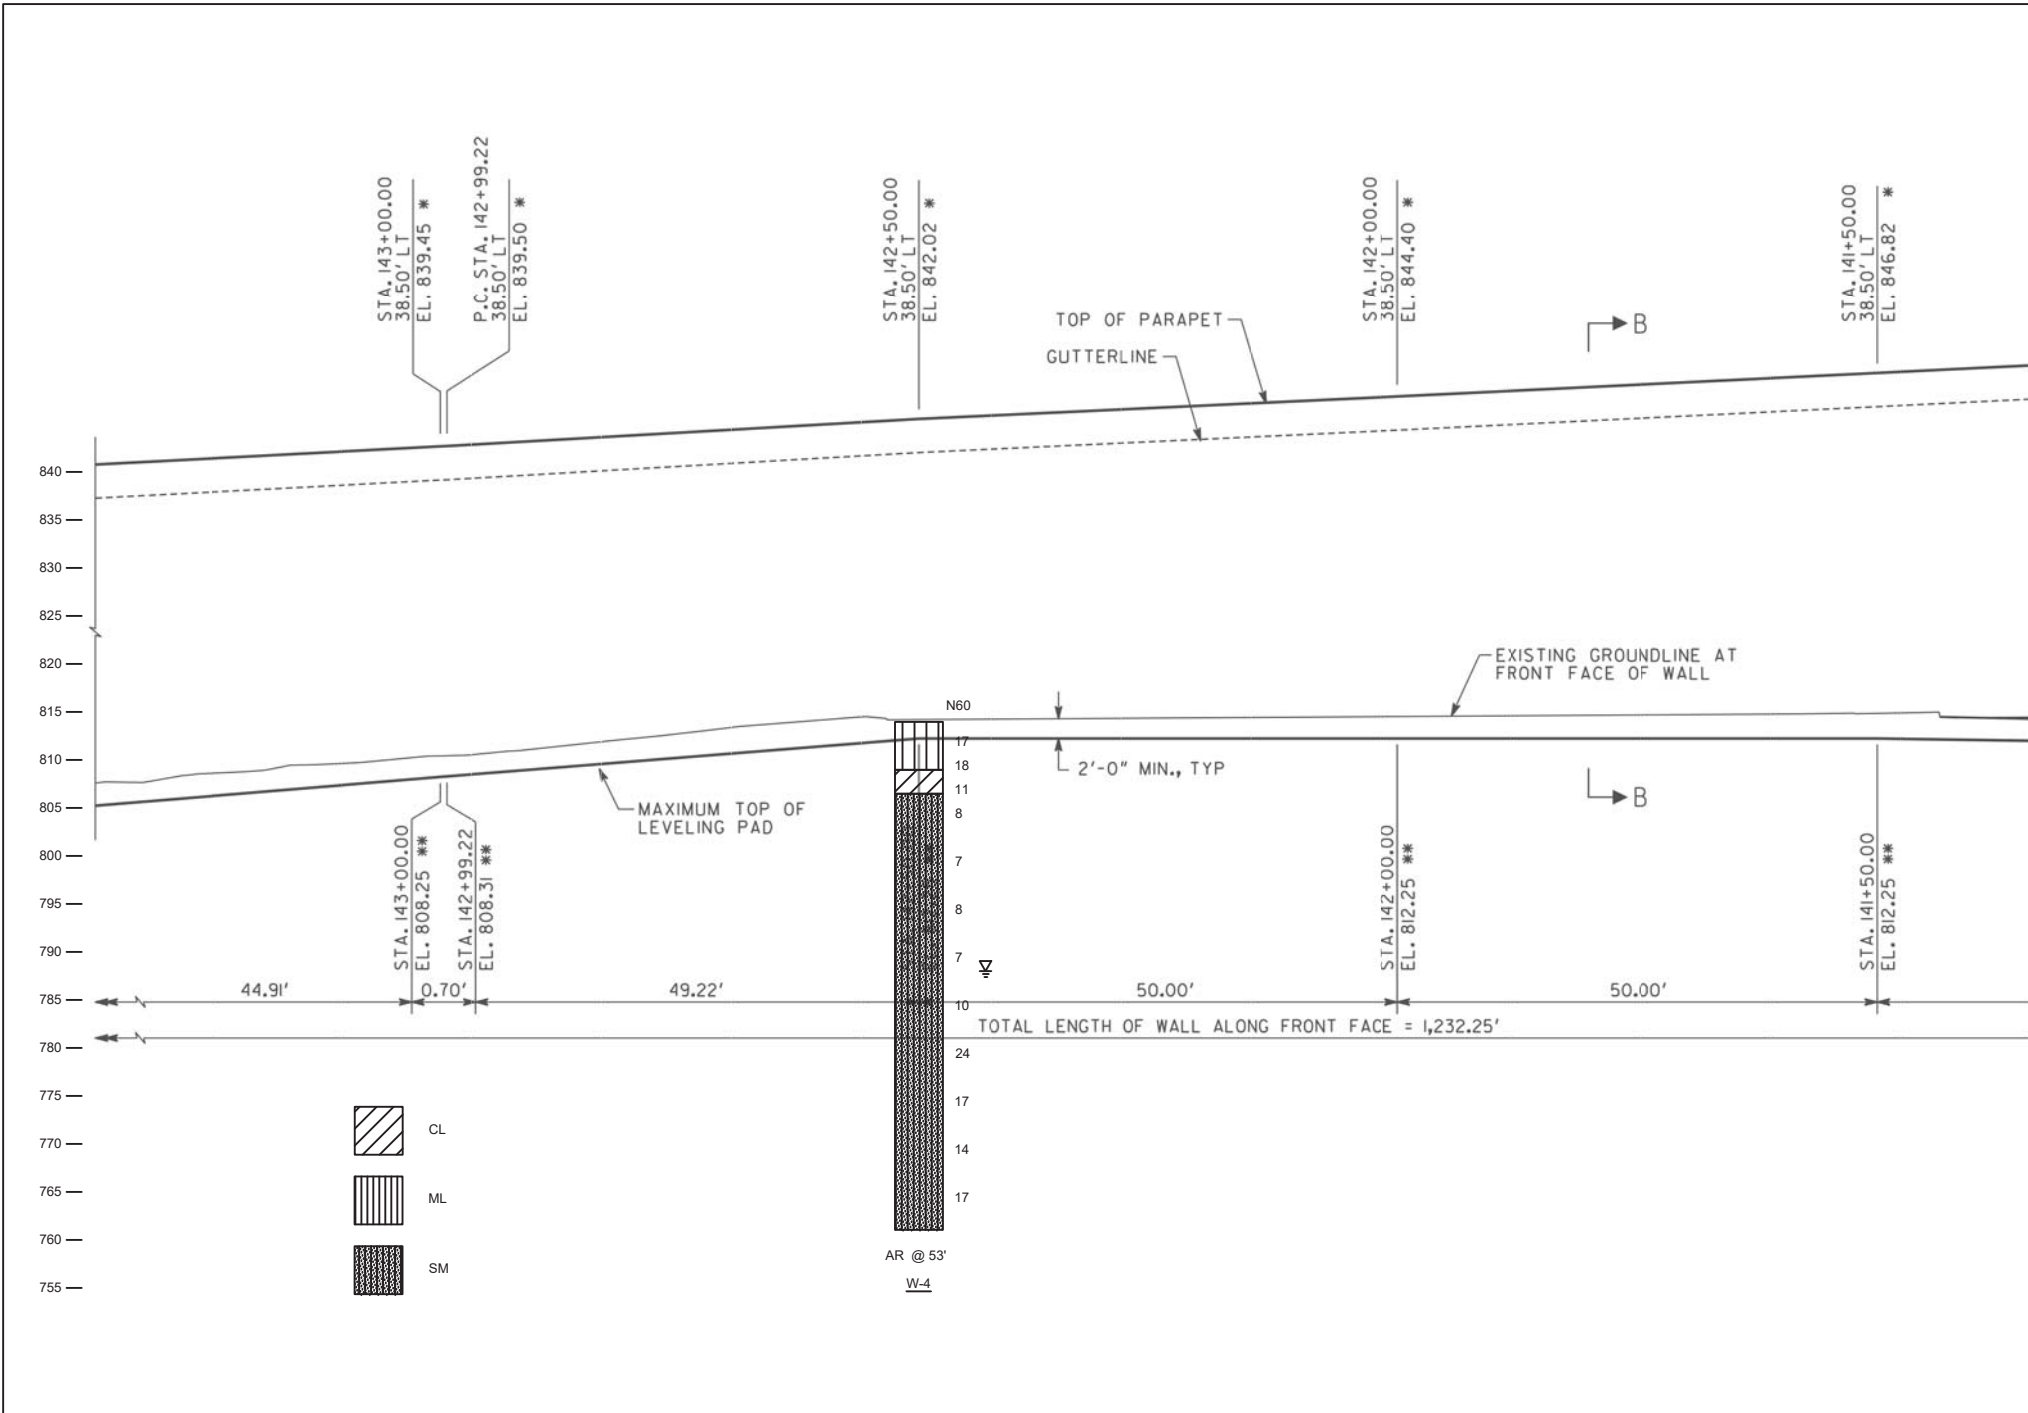 STA. 143+00.00
38.50' LT
EL. 839.45 *
P.C. STA. 142+99.22
38.50' LT
EL. 839.50 *
STA. 142+50.00
38.50' LT
EL. 842.02 *
STA. 142+00.00
38.50' LT
EL. 844.40 *
STA. 141+50.00
38.50' LT
EL. 846.82 *
TOP OF PARAPET
GUTTERLINE
B
840
835
830
825
820
815
810
805
800
795
790
785
780
775
770
765
760
755
EXISTING GROUNDLINE AT
FRONT FACE OF WALL
N60
17
18
11
8
7
8
7
10
24
17
14
17
2'-0" MIN., TYP
B
MAXIMUM TOP OF
LEVELING PAD
STA. 143+00.00
EL. 808.25 **
STA. 142+99.22
EL. 808.31 **
STA. 142+00.00
EL. 812.25 **
STA. 141+50.00
EL. 812.25 **
44.91'
0.70'
49.22'
50.00'
50.00'
TOTAL LENGTH OF WALL ALONG FRONT FACE = 1,232.25'
CL
ML
SM
AR @ 53'
W-4